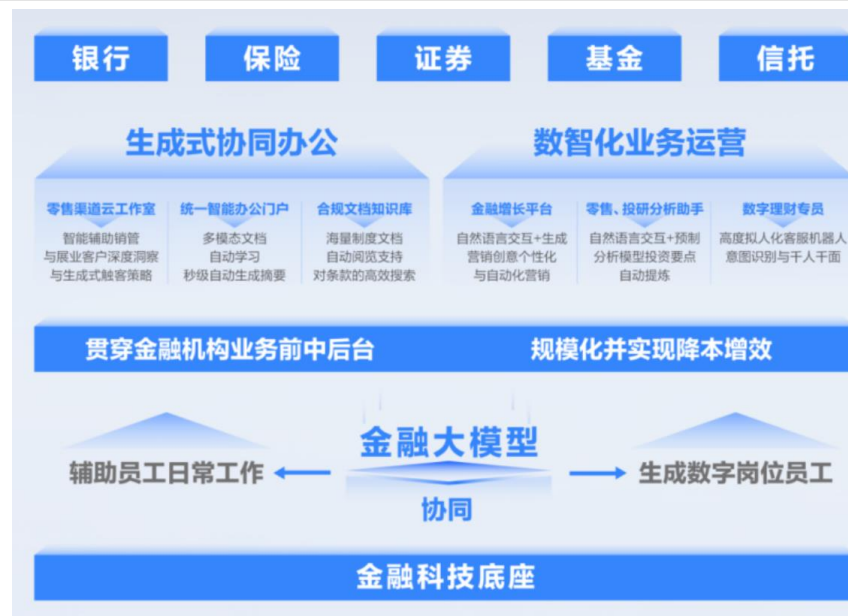 银行
保险
证券
基金
信托
生成式协同办公
数智化业务运营
零售渠道云工作室
智能辅助销管
与展业客户深度洞察
与生成式触客策略
统一智能办公门户
多模态文档
自动学习
秒级自动生成摘要
合规文档知识库
海量制度文档
自动阅览支持
对条款的高效搜索
金融增长平台
自然语言交互+生成
营销创意个性化
与自动化营销
零售、投研分析助手
自然语言交互+预制
分析模型投资要点
自动提炼
数字理财专员
高度拟人化客服机器人
意图识别与千人千面
贯穿金融机构业务前中后台
规模化并实现降本增效
金融大模型
辅助员工日常工作
生成数字岗位员工
协同
金融科技底座